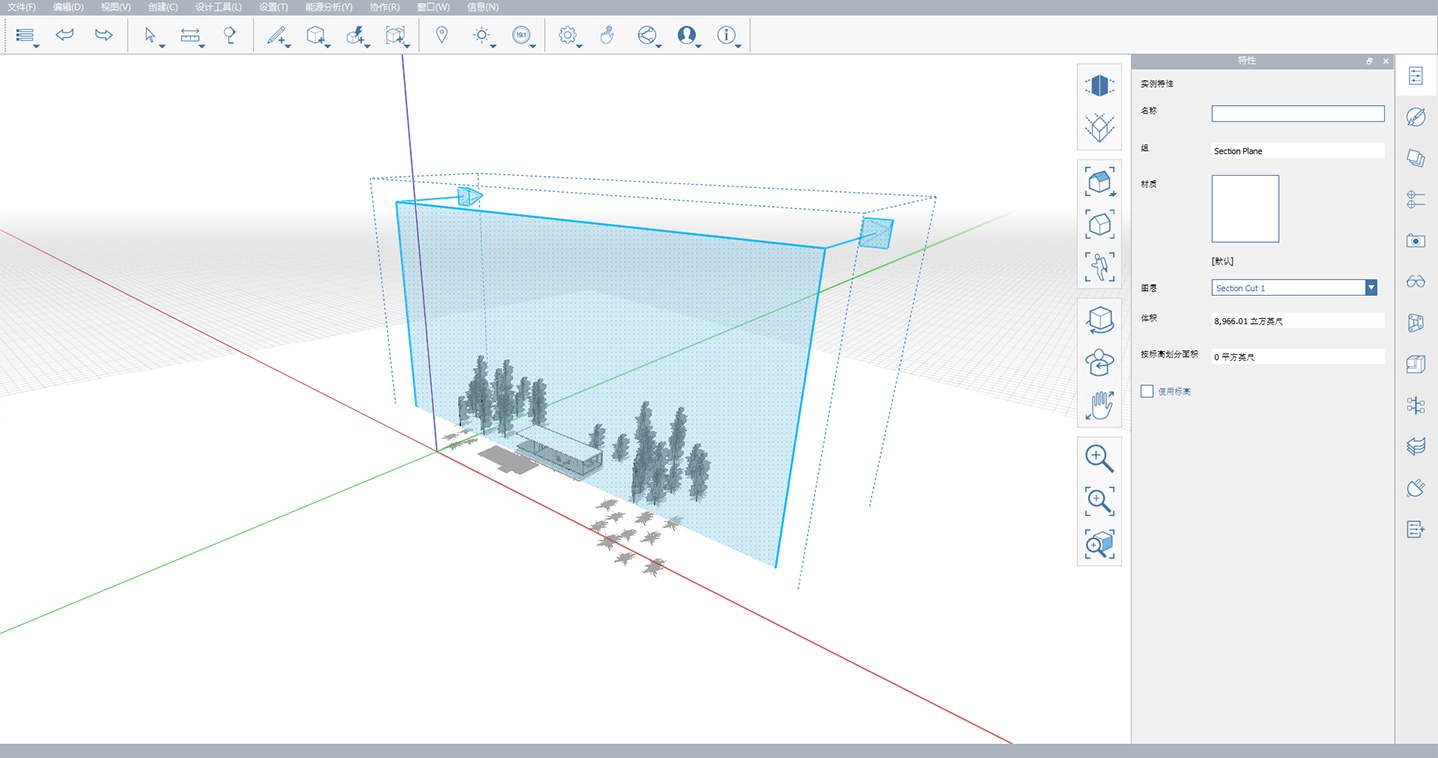 文件(F) 编辑(D) 视图(V) 创建(C) 设计工具(L) 设置(T) 能源分析(Y) 协作(R) 窗口(W) 信息(N)
19.1
特性
实例特性
名称
组 Section Plane
材质
[默认]
图层 Section Cut 1
体积 8,966.01 立方英尺
按标高划分面积 0 平方英尺
使用标高